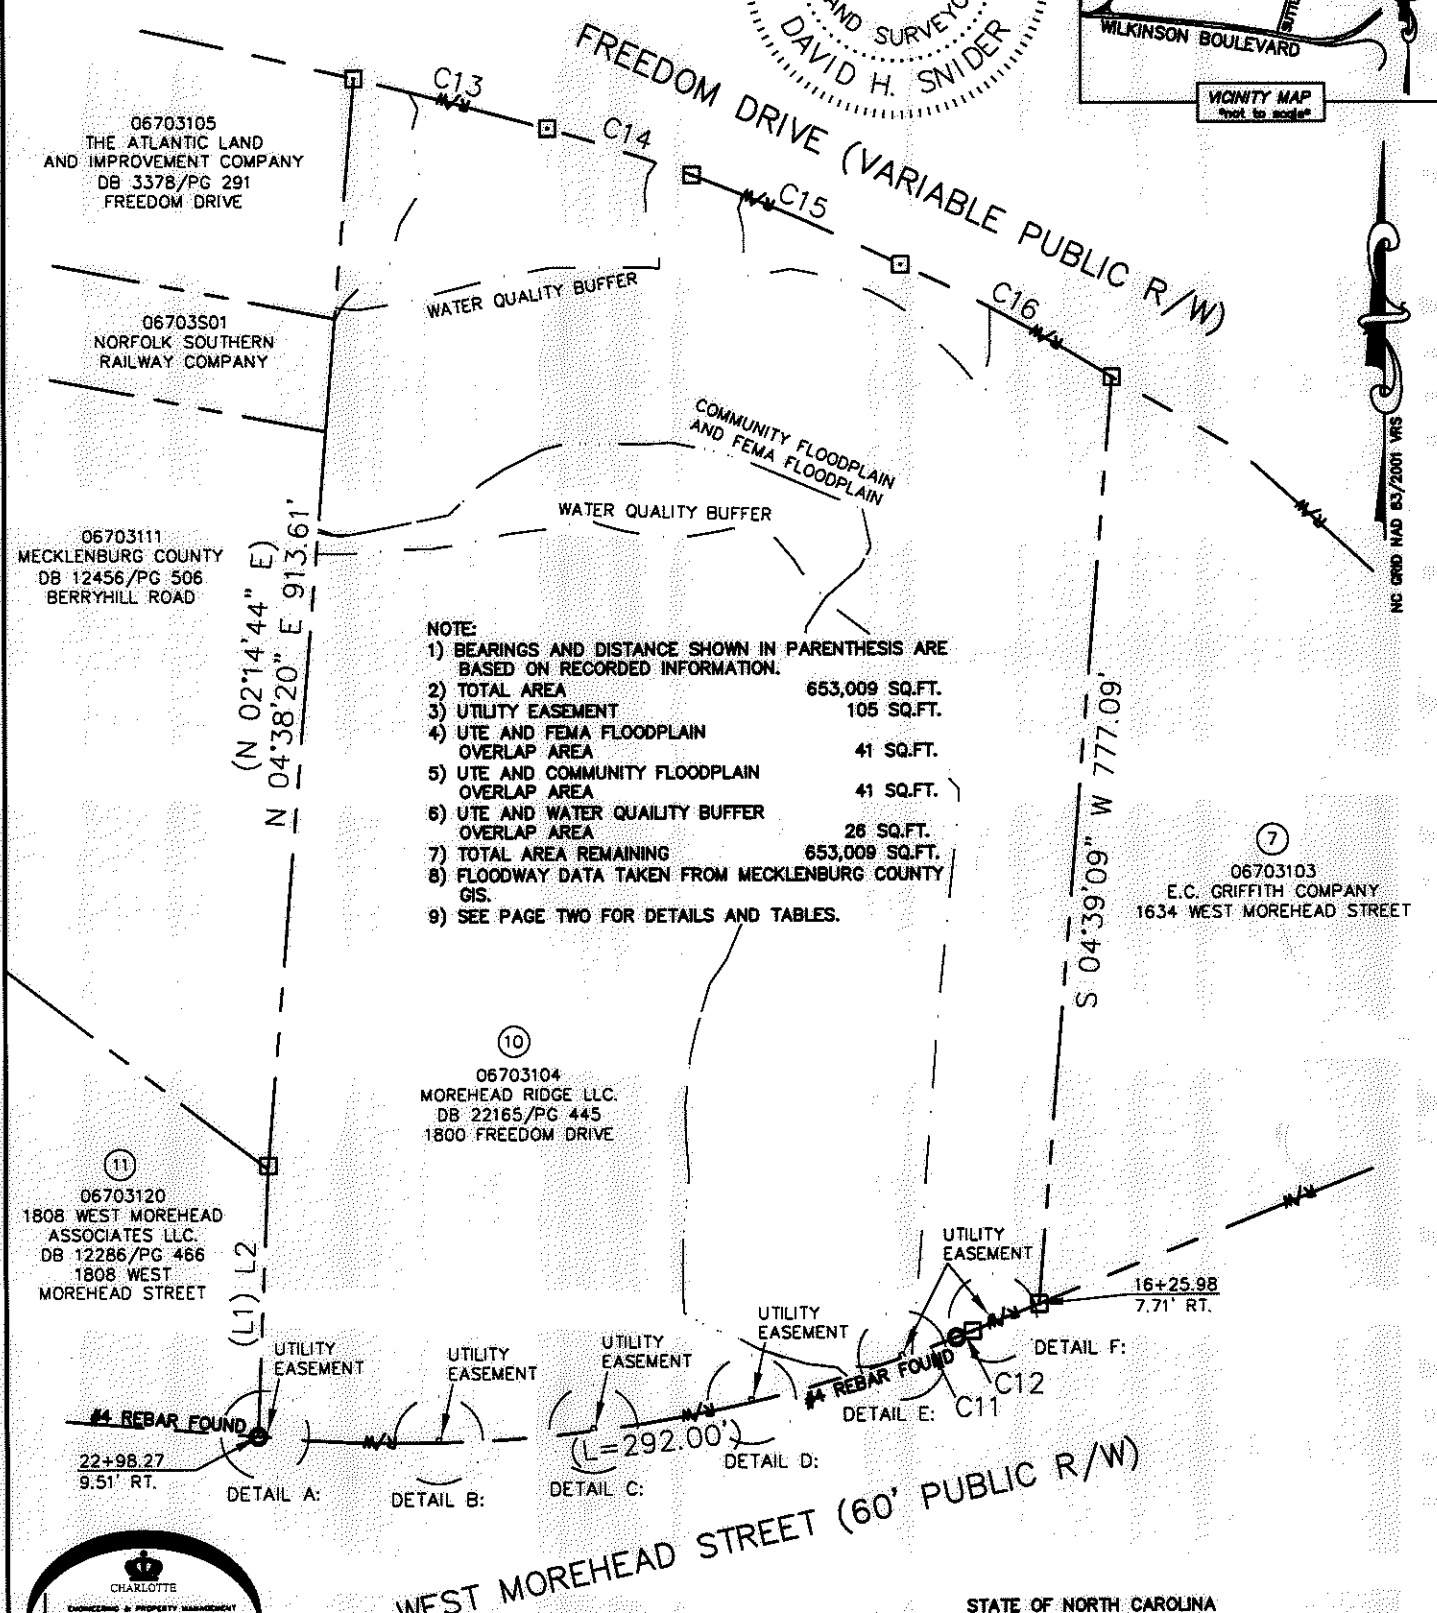 AND SURVEYO
DAVID H. SNIDER
WILKINSON BOULEVARD
VICINITY MAP
"not to scale"
FREEDOM DRIVE (VARIABLE PUBLIC R/W)
C13
C14
C15
C16
06703105
THE ATLANTIC LAND
AND IMPROVEMENT COMPANY
DB 3378/PG 291
FREEDOM DRIVE
WATER QUALITY BUFFER
06703S01
NORFOLK SOUTHERN
RAILWAY COMPANY
COMMUNITY FLOODPLAIN
AND FEMA FLOODPLAIN
WATER QUALITY BUFFER
NC GRID NAD 83/2001 VRS
06703111
MECKLENBURG COUNTY
DB 12456/PG 506
BERRYHILL ROAD
(N 02°14'44" E)
N 04°38'20" E 913.61'
NOTE:
1) BEARINGS AND DISTANCE SHOWN IN PARENTHESIS ARE
BASED ON RECORDED INFORMATION.
2) TOTAL AREA 653,009 SQ.FT.
3) UTILITY EASEMENT 105 SQ.FT.
4) UTE AND FEMA FLOODPLAIN
OVERLAP AREA 41 SQ.FT.
5) UTE AND COMMUNITY FLOODPLAIN
OVERLAP AREA 41 SQ.FT.
6) UTE AND WATER QUAILITY BUFFER
OVERLAP AREA 26 SQ.FT.
7) TOTAL AREA REMAINING 653,009 SQ.FT.
8) FLOODWAY DATA TAKEN FROM MECKLENBURG COUNTY
GIS.
9) SEE PAGE TWO FOR DETAILS AND TABLES.
S 04°39'09" W 777.09'
7
06703103
E.C. GRIFFITH COMPANY
1634 WEST MOREHEAD STREET
10
06703104
MOREHEAD RIDGE LLC.
DB 22165/PG 445
1800 FREEDOM DRIVE
11
06703120
1808 WEST MOREHEAD
ASSOCIATES LLC.
DB 12286/PG 466
1808 WEST
MOREHEAD STREET
(L1) L2
UTILITY
EASEMENT
16+25.98
7.71' RT.
UTILITY
EASEMENT
UTILITY
EASEMENT
UTILITY
EASEMENT
UTILITY
EASEMENT
DETAIL F:
#4 REBAR FOUND
C12
C11
#4 REBAR FOUND
DETAIL E:
(L=292.00')
22+98.27
9.51' RT.
DETAIL D:
DETAIL A:
DETAIL B:
DETAIL C:
WEST MOREHEAD STREET (60' PUBLIC R/W)
CHARLOTTE
ENGINEERING & PROPERTY MANAGEMENT
STATE OF NORTH CAROLINA